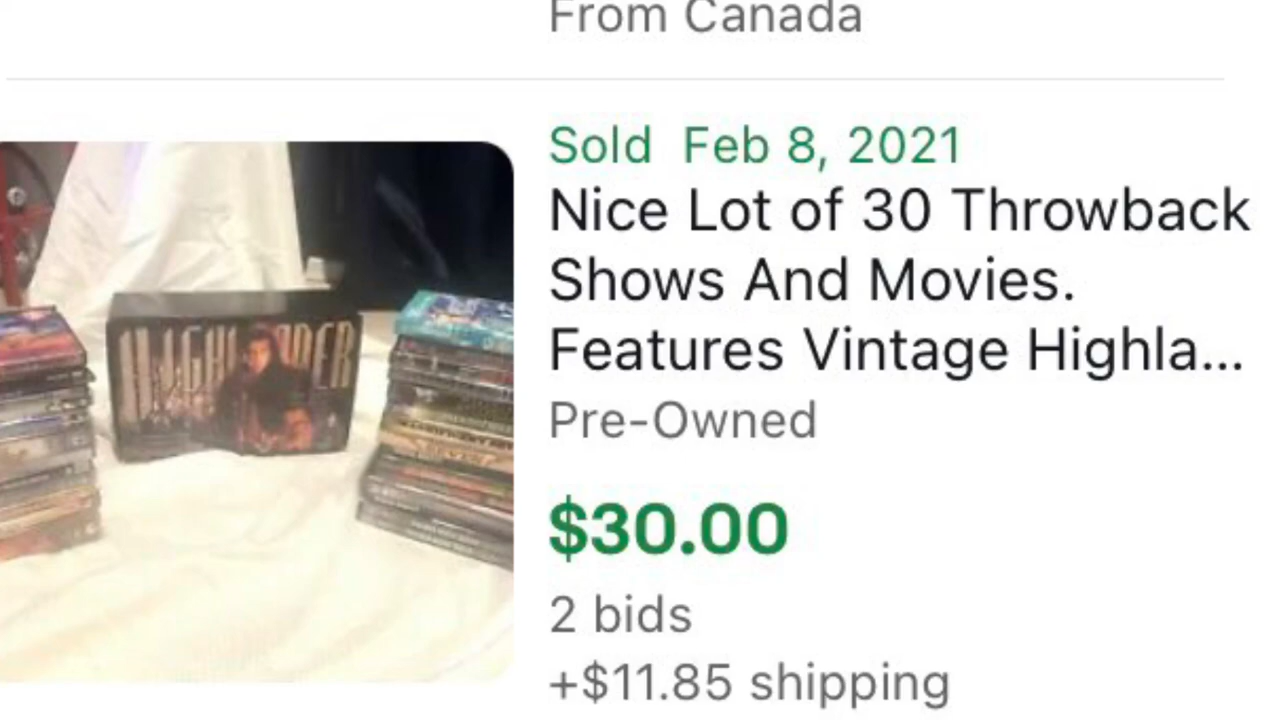 From Canada
Sold Feb 8, 2021
Nice Lot of 30 Throwback
Shows And Movies.
Features Vintage Highla...
Pre-Owned
$30.00
2 bids
+$11.85 shipping
HIGHLANDER